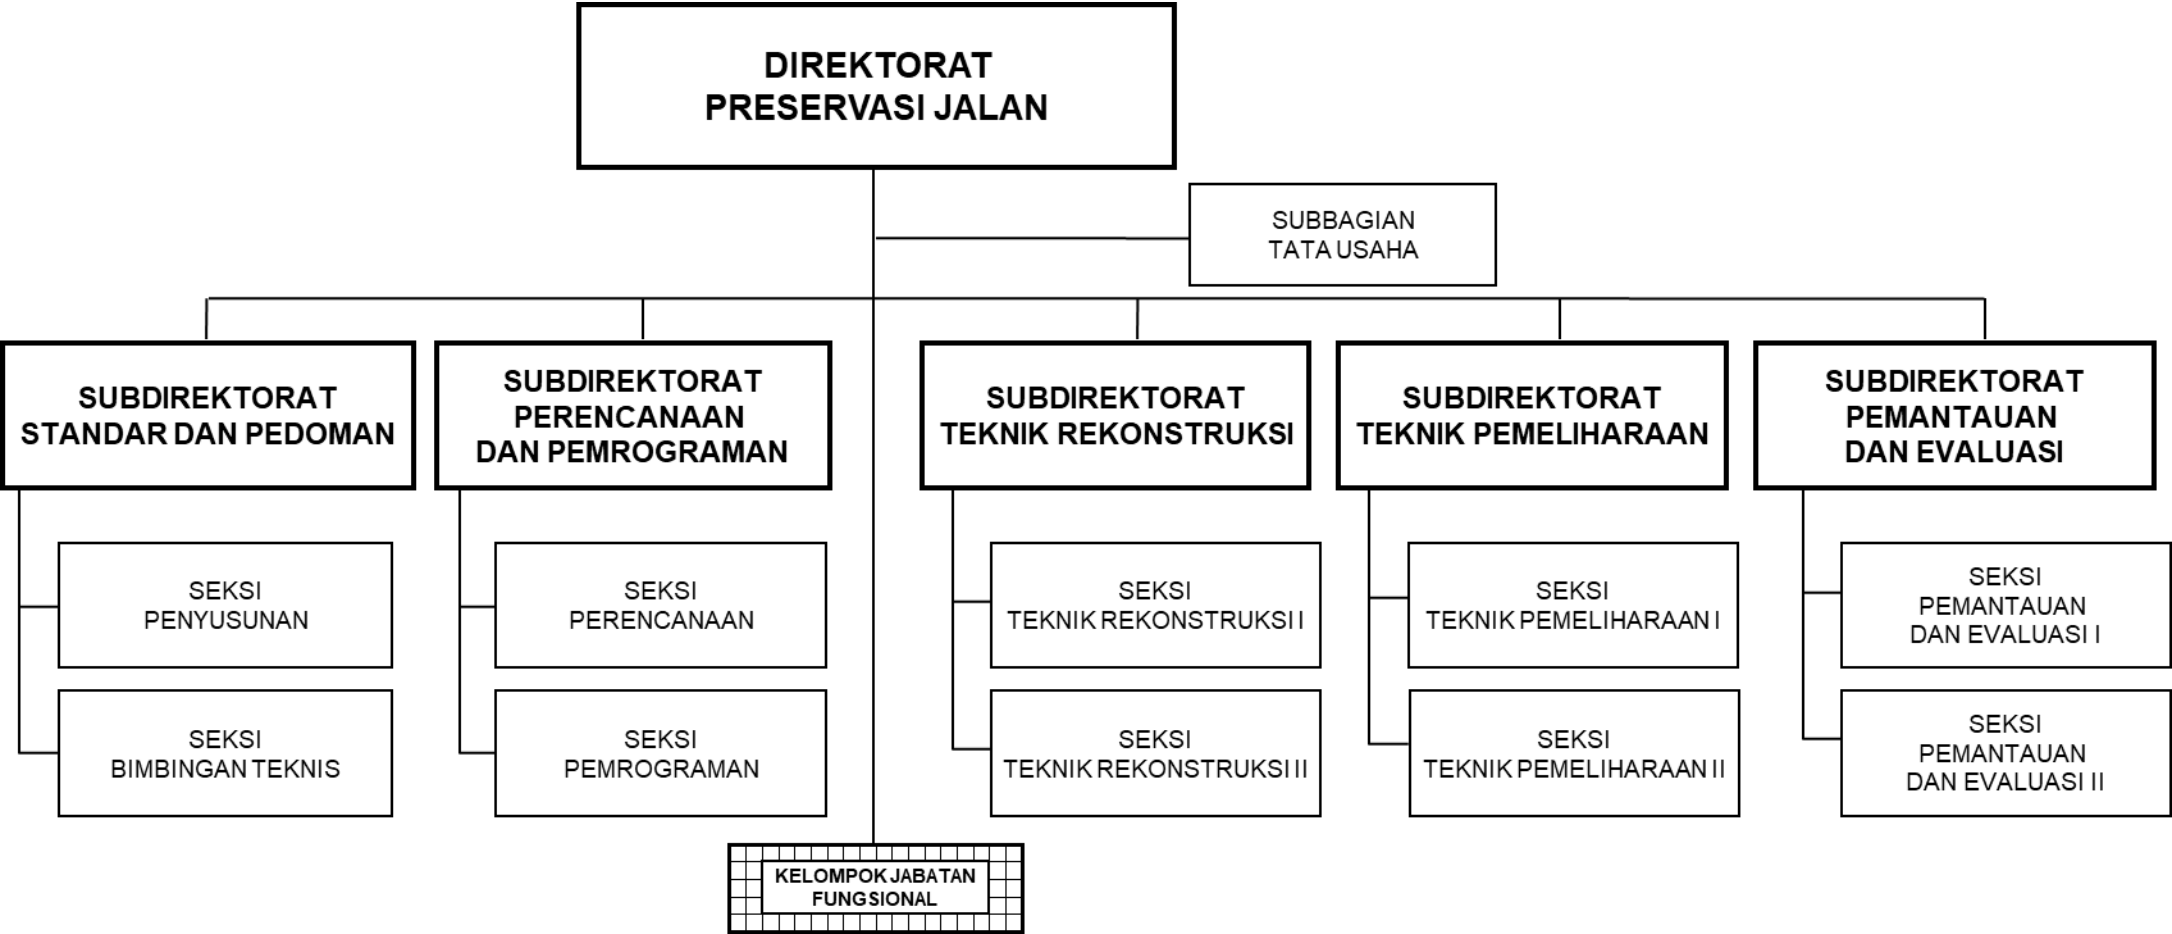 DIREKTORAT
PRESERVASI JALAN
SUBBAGIAN
TATA USAHA
SUBDIREKTORAT
STANDAR DAN PEDOMAN
SUBDIREKTORAT
PERENCANAAN
DAN PEMROGRAMAN
SUBDIREKTORAT
TEKNIK REKONSTRUKSI
SUBDIREKTORAT
TEKNIK PEMELIHARAAN
SUBDIREKTORAT
PEMANTAUAN
DAN EVALUASI
SEKSI
PENYUSUNAN
SEKSI
PERENCANAAN
SEKSI
TEKNIK REKONSTRUKSI I
SEKSI
TEKNIK PEMELIHARAAN I
SEKSI
PEMANTAUAN
DAN EVALUASI I
SEKSI
BIMBINGAN TEKNIS
SEKSI
PEMROGRAMAN
SEKSI
TEKNIK REKONSTRUKSI II
SEKSI
TEKNIK PEMELIHARAAN II
SEKSI
PEMANTAUAN
DAN EVALUASI II
KELOMPOK JABATAN
FUNGSIONAL